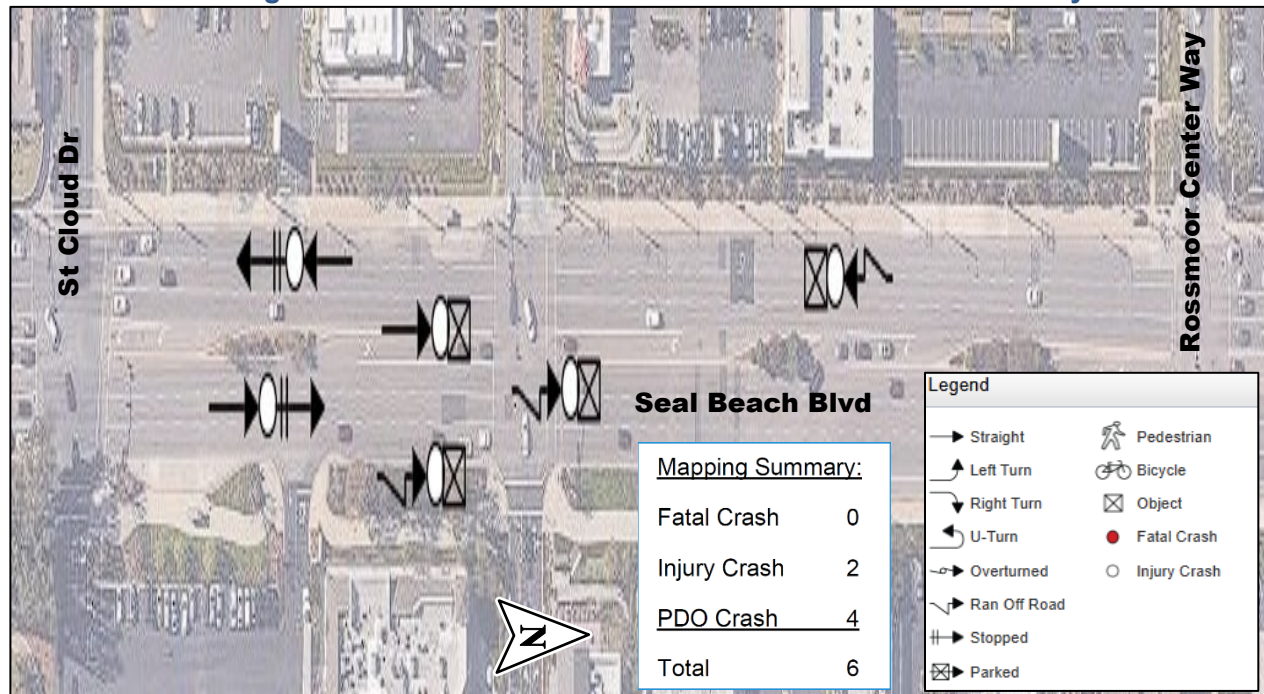 St Cloud Dr
Rossmoor Center Way
Seal Beach Blvd
Mapping Summary:
Fatal Crash 0
Injury Crash 2
PDO Crash 4
Total 6
N
Legend
Straight
Left Turn
Right Turn
U-Turn
Overturned
Ran Off Road
Stopped
Parked
Pedestrian
Bicycle
Object
Fatal Crash
Injury Crash